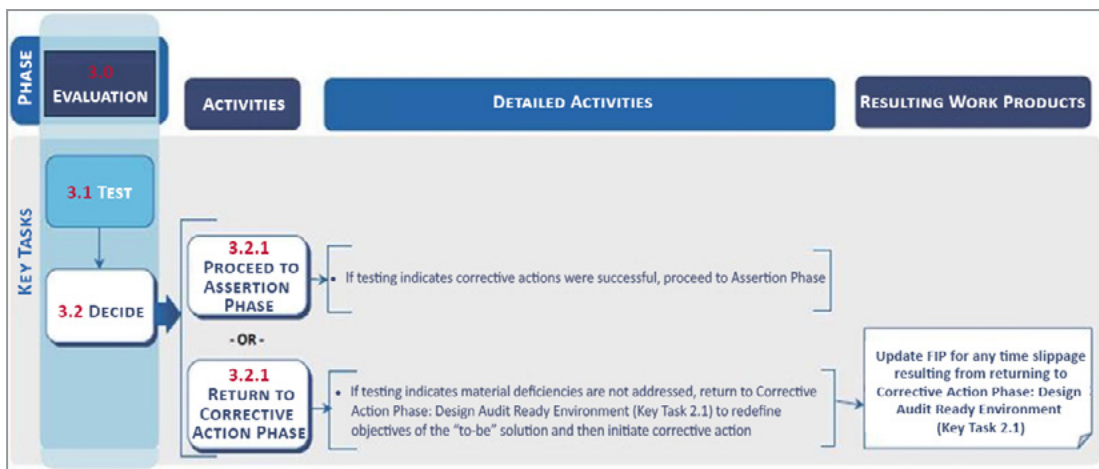 PHASE
3.0
EVALUATION
ACTIVITIES
DETAILED ACTIVITIES
RESULTING WORK PRODUCTS
KEY TASKS
3.1 TEST
3.2 DECIDE
3.2.1
PROCEED TO
ASSERTION
PHASE
• If testing indicates corrective actions were successful, proceed to Assertion Phase
- OR -
3.2.1
RETURN TO
CORRECTIVE
ACTION PHASE
• If testing indicates material deficiencies are not addressed, return to Corrective
Action Phase: Design Audit Ready Environment (Key Task 2.1) to redefine
objectives of the “to-be” solution and then initiate corrective action
Update FIP for any time slippage
resulting from returning to
Corrective Action Phase: Design
Audit Ready Environment
(Key Task 2.1)